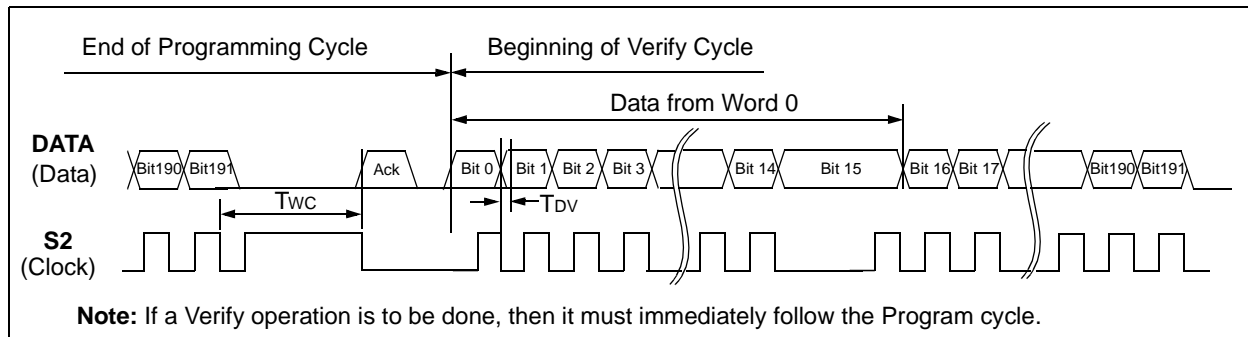 End of Programming Cycle Beginning of Verify Cycle
Data from Word 0
DATA
(Data)
Bit190 Bit191 Ack Bit 0 Bit 1 Bit 2 Bit 3 Bit 14 Bit 15 Bit 16 Bit 17 Bit190 Bit191
TWC TDV
S2
(Clock)
Note: If a Verify operation is to be done, then it must immediately follow the Program cycle.